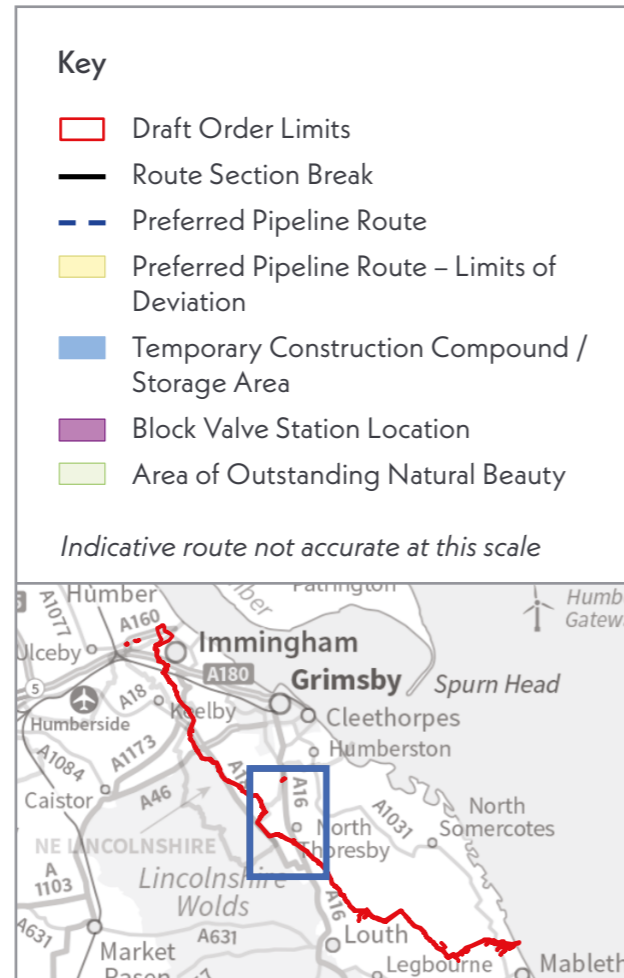 Key
Draft Order Limits
Route Section Break
Preferred Pipeline Route
Preferred Pipeline Route – Limits of
Deviation
Temporary Construction Compound /
Storage Area
Block Valve Station Location
Area of Outstanding Natural Beauty
Indicative route not accurate at this scale
Humber
A1077
A160
Ulceby
Immingham
A180
5
Humberside
A18
Keelby
Grimsby
Spurn Head
Cleethorpes
Humberston
A1173
A1084
A46
Caistor
A16
A1031
North
Somercotes
North
Thoresby
NE LINCOLNSHIRE
A
1103
Lincolnshire
Wolds
A16
A631
A631
Louth
Legbourne
Market